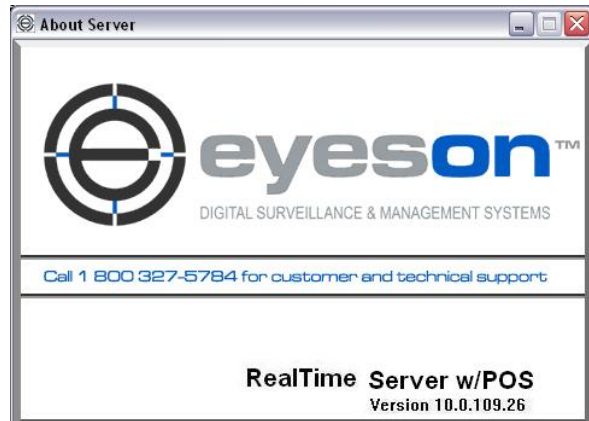 About Server
eyeson™
DIGITAL SURVEILLANCE & MANAGEMENT SYSTEMS
Call 1 800 327-5784 for customer and technical support
RealTime Server w/POS
Version 10.0.109.26